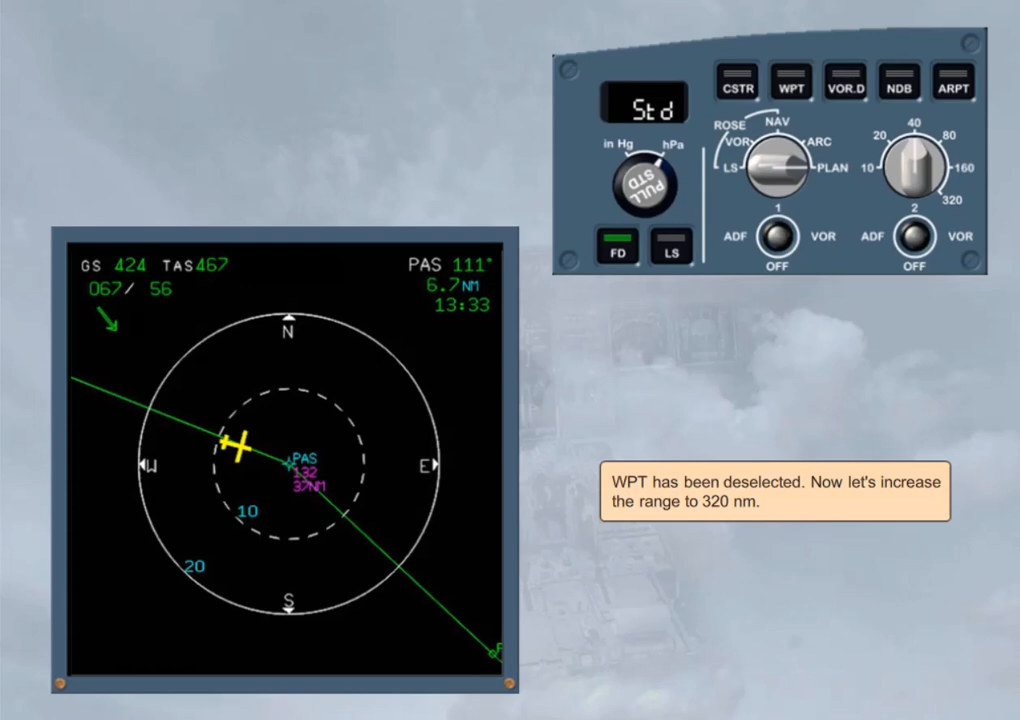 CSTR WPT VOR.D NDB ARPT
Std
in Hg hPa
PULL
STD
FD LS
ROSE NAV
VOR ARC
LS PLAN
40
20 80
10 160
320
1 2
ADF VOR ADF VOR
OFF OFF
GS 424 TAS467 PAS 111°
067/ 56 6.7NM
13:33
N
W E
PAS
132
37NM
10
20
S
WPT has been deselected. Now let's increase
the range to 320 nm.